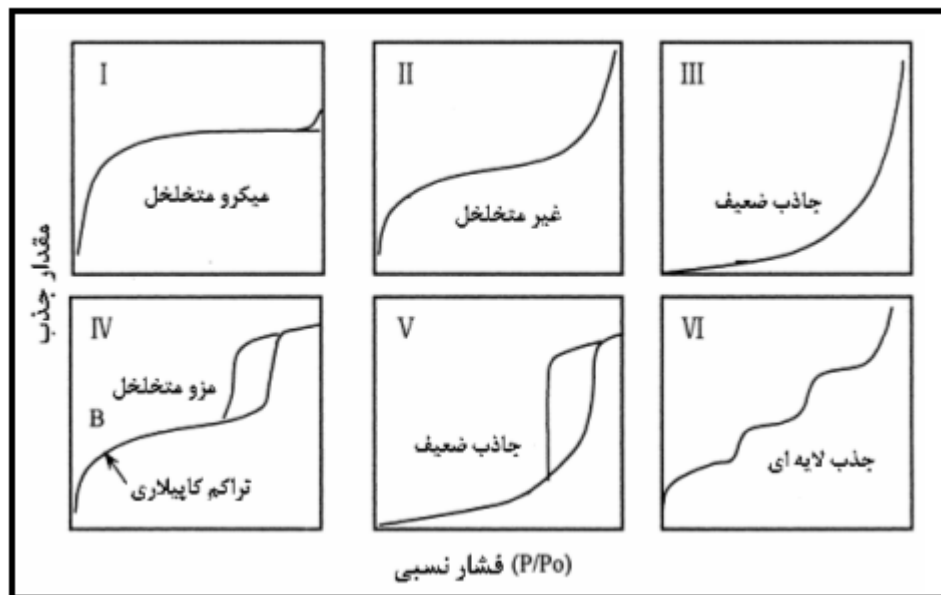 I
میکرو متخلخل
II
غیر متخلخل
III
جاذب ضعیف
مقدار جذب
IV
مزو متخلخل
B
تراکم کاپیلاری
V
جاذب ضعیف
VI
جذب لایه ای
فشار نسبی (P/Po)